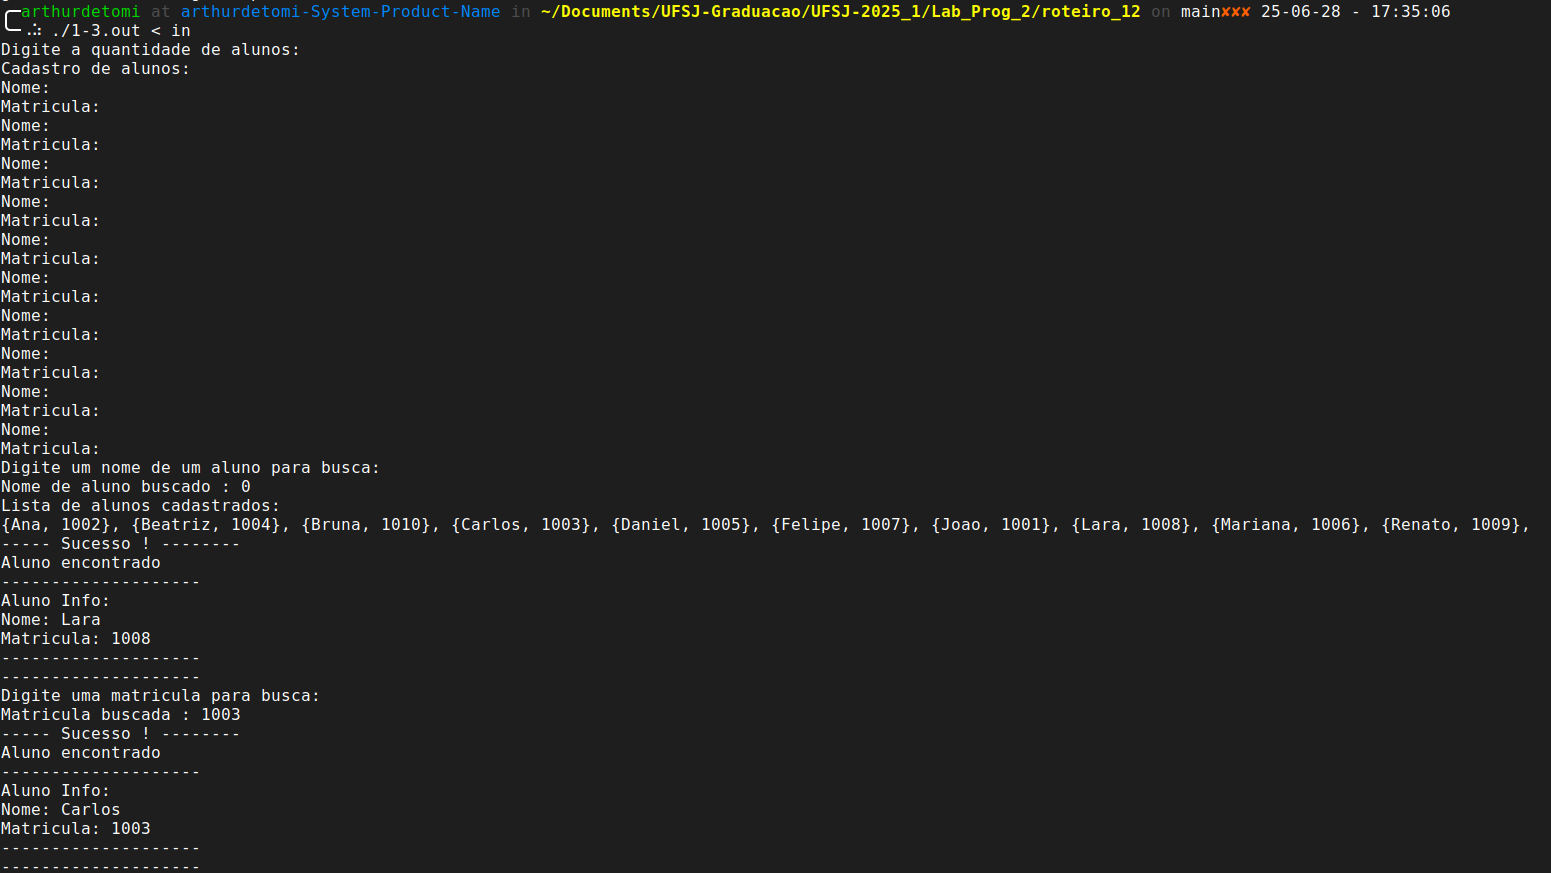 arthurdetomi at arthurdetomi-System-Product-Name in ~/Documents/UFSJ-Graduacao/UFSJ-2025_1/Lab_Prog_2/roteiro_12 on main✘✘✘ 25-06-28 - 17:35:06
./1-3.out < in
Digite a quantidade de alunos:
Cadastro de alunos:
Nome:
Matricula:
Nome:
Matricula:
Nome:
Matricula:
Nome:
Matricula:
Nome:
Matricula:
Nome:
Matricula:
Nome:
Matricula:
Nome:
Matricula:
Nome:
Matricula:
Nome:
Matricula:
Digite um nome de um aluno para busca:
Nome de aluno buscado : 0
Lista de alunos cadastrados:
{Ana, 1002}, {Beatriz, 1004}, {Bruna, 1010}, {Carlos, 1003}, {Daniel, 1005}, {Felipe, 1007}, {Joao, 1001}, {Lara, 1008}, {Mariana, 1006}, {Renato, 1009},
----- Sucesso ! --------
Aluno encontrado
--------------------
Aluno Info:
Nome: Lara
Matricula: 1008
--------------------
--------------------
Digite uma matricula para busca:
Matricula buscada : 1003
----- Sucesso ! --------
Aluno encontrado
--------------------
Aluno Info:
Nome: Carlos
Matricula: 1003
--------------------
--------------------